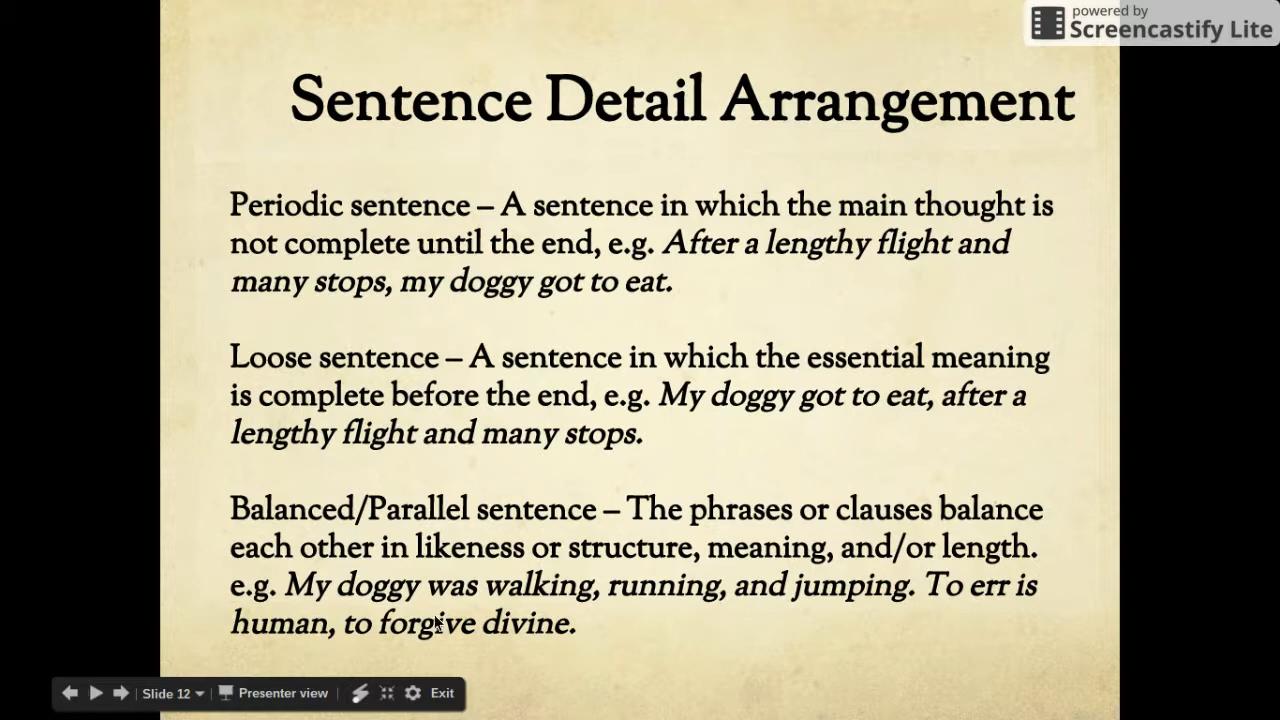 powered by
Screencastify Lite
Sentence Detail Arrangement
Periodic sentence – A sentence in which the main thought is
not complete until the end, e.g. After a lengthy flight and
many stops, my doggy got to eat.
Loose sentence – A sentence in which the essential meaning
is complete before the end, e.g. My doggy got to eat, after a
lengthy flight and many stops.
Balanced/Parallel sentence – The phrases or clauses balance
each other in likeness or structure, meaning, and/or length.
e.g. My doggy was walking, running, and jumping. To err is
human, to forgive divine.
Slide 12 Presenter view Exit